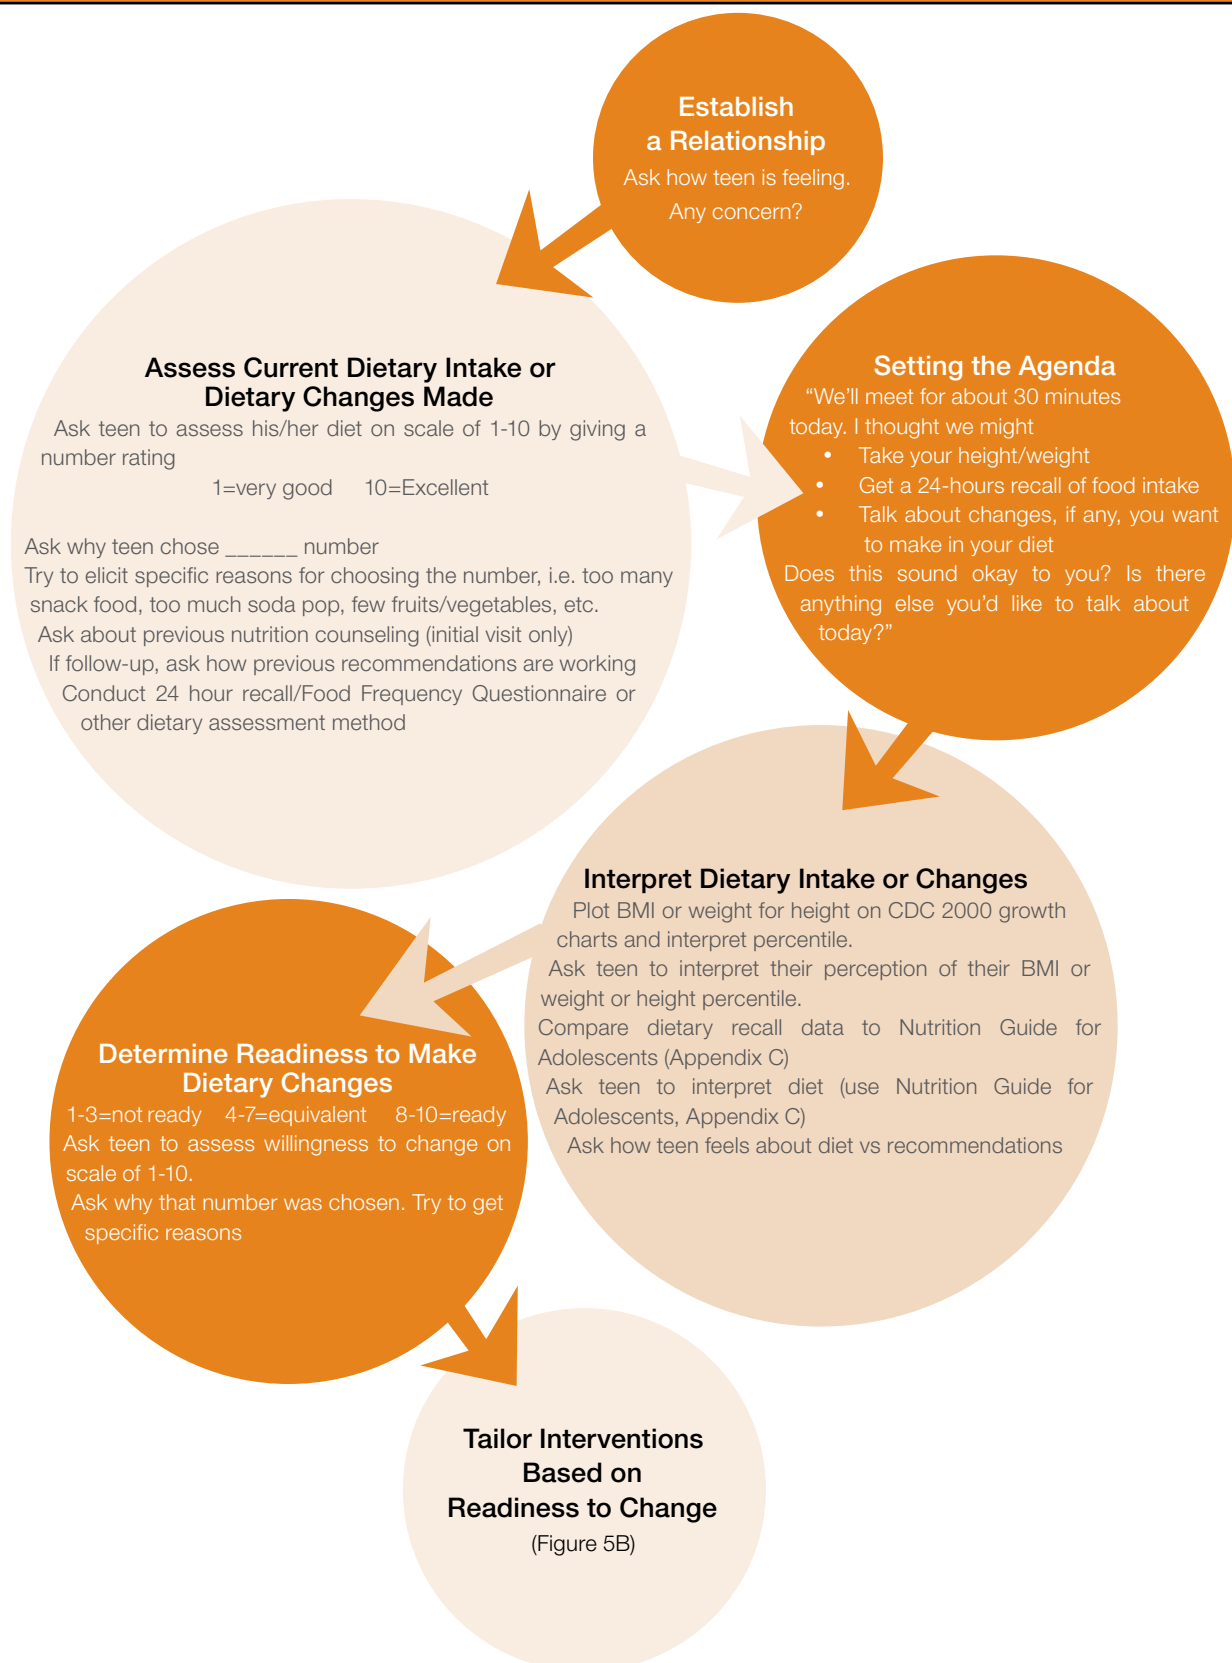 Establish
a Relationship
Ask how teen is feeling.
Any concern?
Assess Current Dietary Intake or
Dietary Changes Made
Ask teen to assess his/her diet on scale of 1-10 by giving a
number rating
1=very good 10=Excellent
Ask why teen chose ______ number
Try to elicit specific reasons for choosing the number, i.e. too many
snack food, too much soda pop, few fruits/vegetables, etc.
Ask about previous nutrition counseling (initial visit only)
If follow-up, ask how previous recommendations are working
Conduct 24 hour recall/Food Frequency Questionnaire or
other dietary assessment method
Setting the Agenda
“We’ll meet for about 30 minutes
today. I thought we might
• Take your height/weight
• Get a 24-hours recall of food intake
• Talk about changes, if any, you want
to make in your diet
Does this sound okay to you? Is there
anything else you’d like to talk about
today?”
Interpret Dietary Intake or Changes
Plot BMI or weight for height on CDC 2000 growth
charts and interpret percentile.
Ask teen to interpret their perception of their BMI or
weight or height percentile.
Compare dietary recall data to Nutrition Guide for
Adolescents (Appendix C)
Ask teen to interpret diet (use Nutrition Guide for
Adolescents, Appendix C)
Ask how teen feels about diet vs recommendations
Determine Readiness to Make
Dietary Changes
1-3=not ready 4-7=equivalent 8-10=ready
Ask teen to assess willingness to change on
scale of 1-10.
Ask why that number was chosen. Try to get
specific reasons
Tailor Interventions
Based on
Readiness to Change
(Figure 5B)